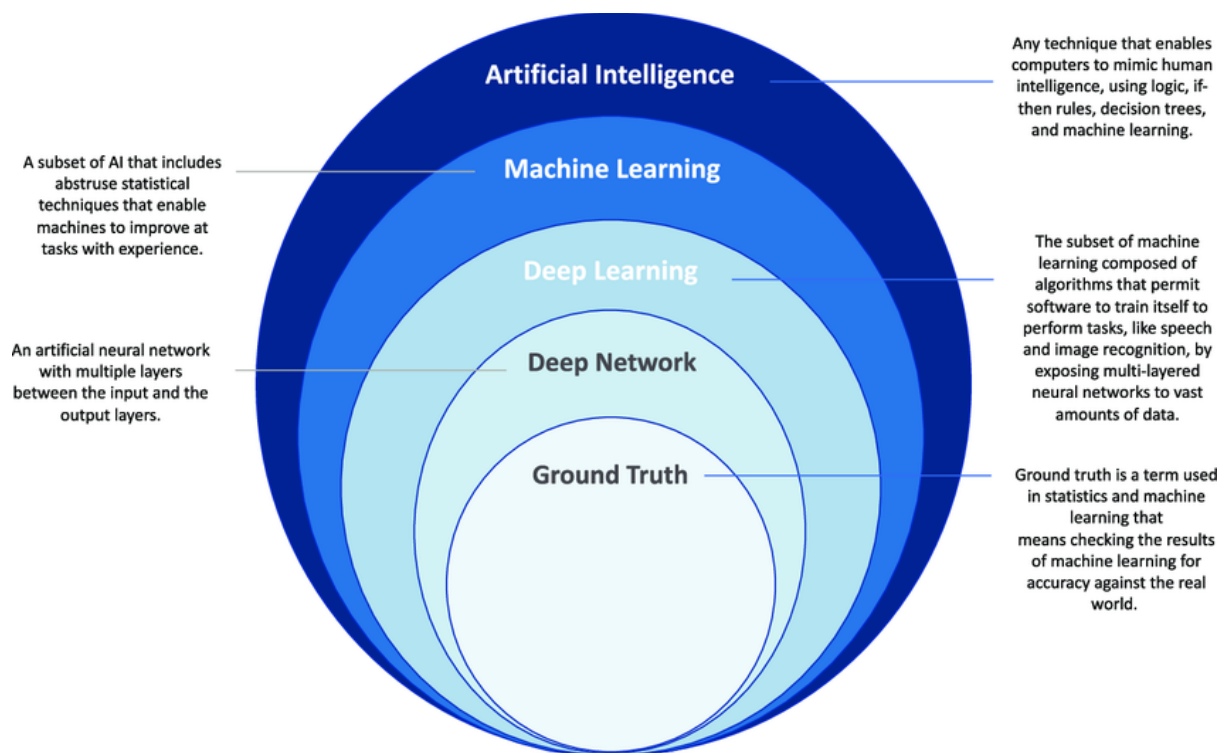 Artificial Intelligence
Any technique that enables
computers to mimic human
intelligence, using logic, if-
then rules, decision trees,
and machine learning.
Machine Learning
A subset of AI that includes
abstruse statistical
techniques that enable
machines to improve at
tasks with experience.
Deep Learning
The subset of machine
learning composed of
algorithms that permit
software to train itself to
perform tasks, like speech
and image recognition, by
exposing multi-layered
neural networks to vast
amounts of data.
Deep Network
An artificial neural network
with multiple layers
between the input and the
output layers.
Ground Truth
Ground truth is a term used
in statistics and machine
learning that
means checking the results
of machine learning for
accuracy against the real
world.